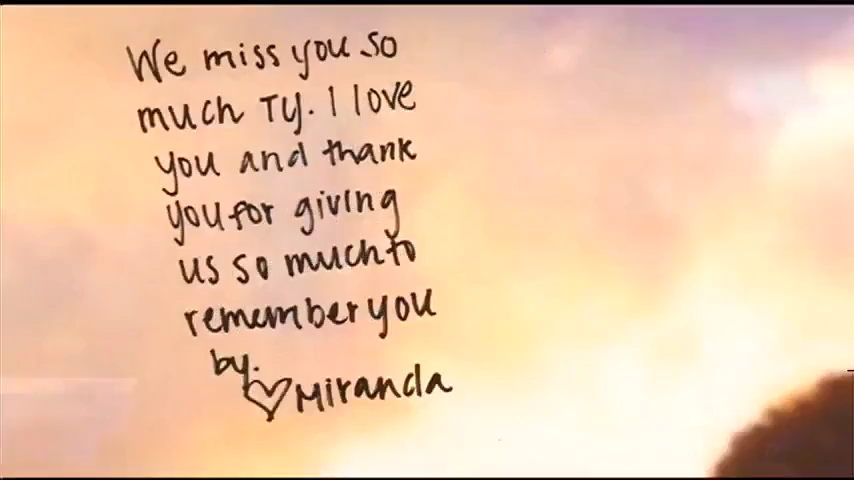 We miss you so
much Ty. I love
you and thank
you for giving
us so much to
remember you
by.
♡Miranda